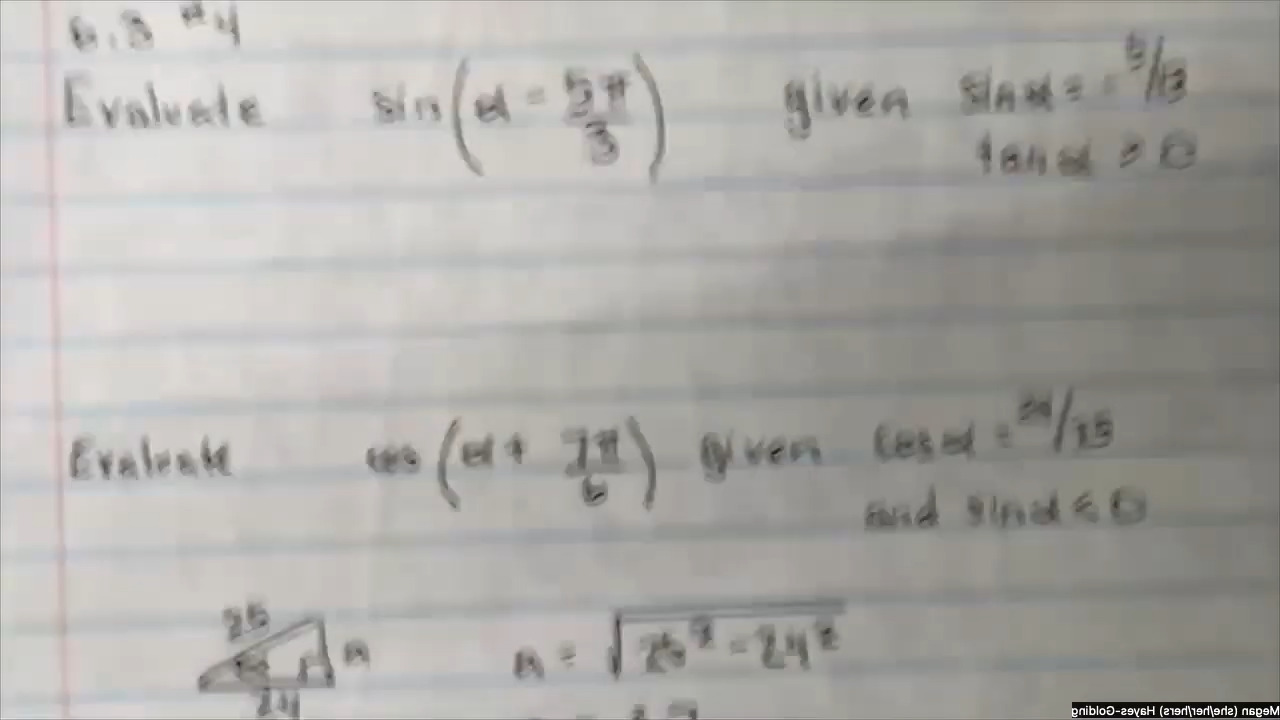 6.3 #4
Evaluate sin(α - 5π/3) given sin α = -5/13
tan α > 0
Evaluate cos(α + 7π/6) given cos α = 24/25
and sin α < 0
25
a
24
a = √25² - 24²
Megan (she/her/hers) Hayes-Golding